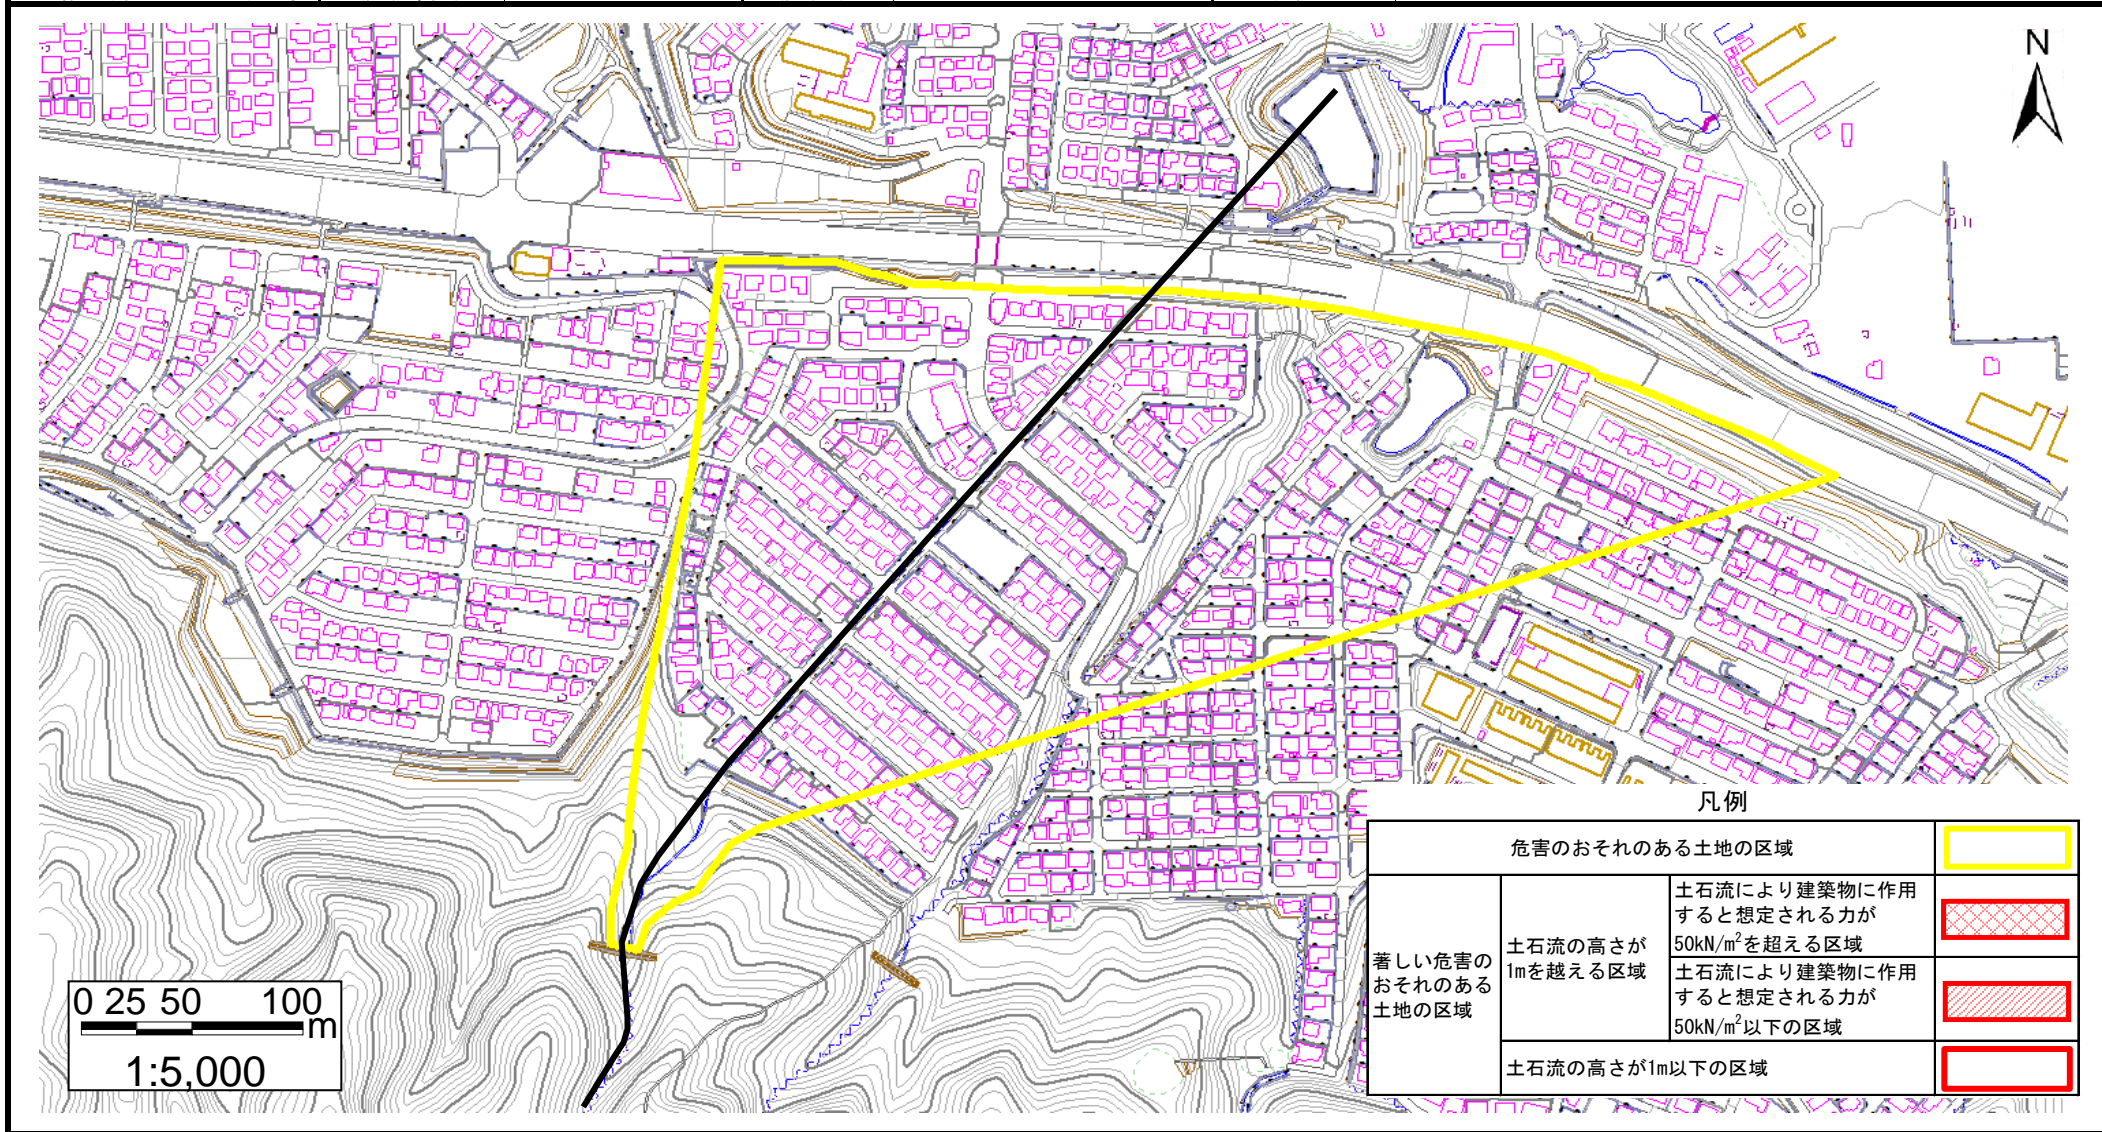 N
凡例
危害のおそれのある土地の区域
著しい危害の
おそれのある
土地の区域
土石流の高さが
1mを越える区域
土石流により建築物に作用
すると想定される力が
50kN/m²を超える区域
土石流により建築物に作用
すると想定される力が
50kN/m²以下の区域
土石流の高さが1m以下の区域
0 25 50 100
m
1:5,000